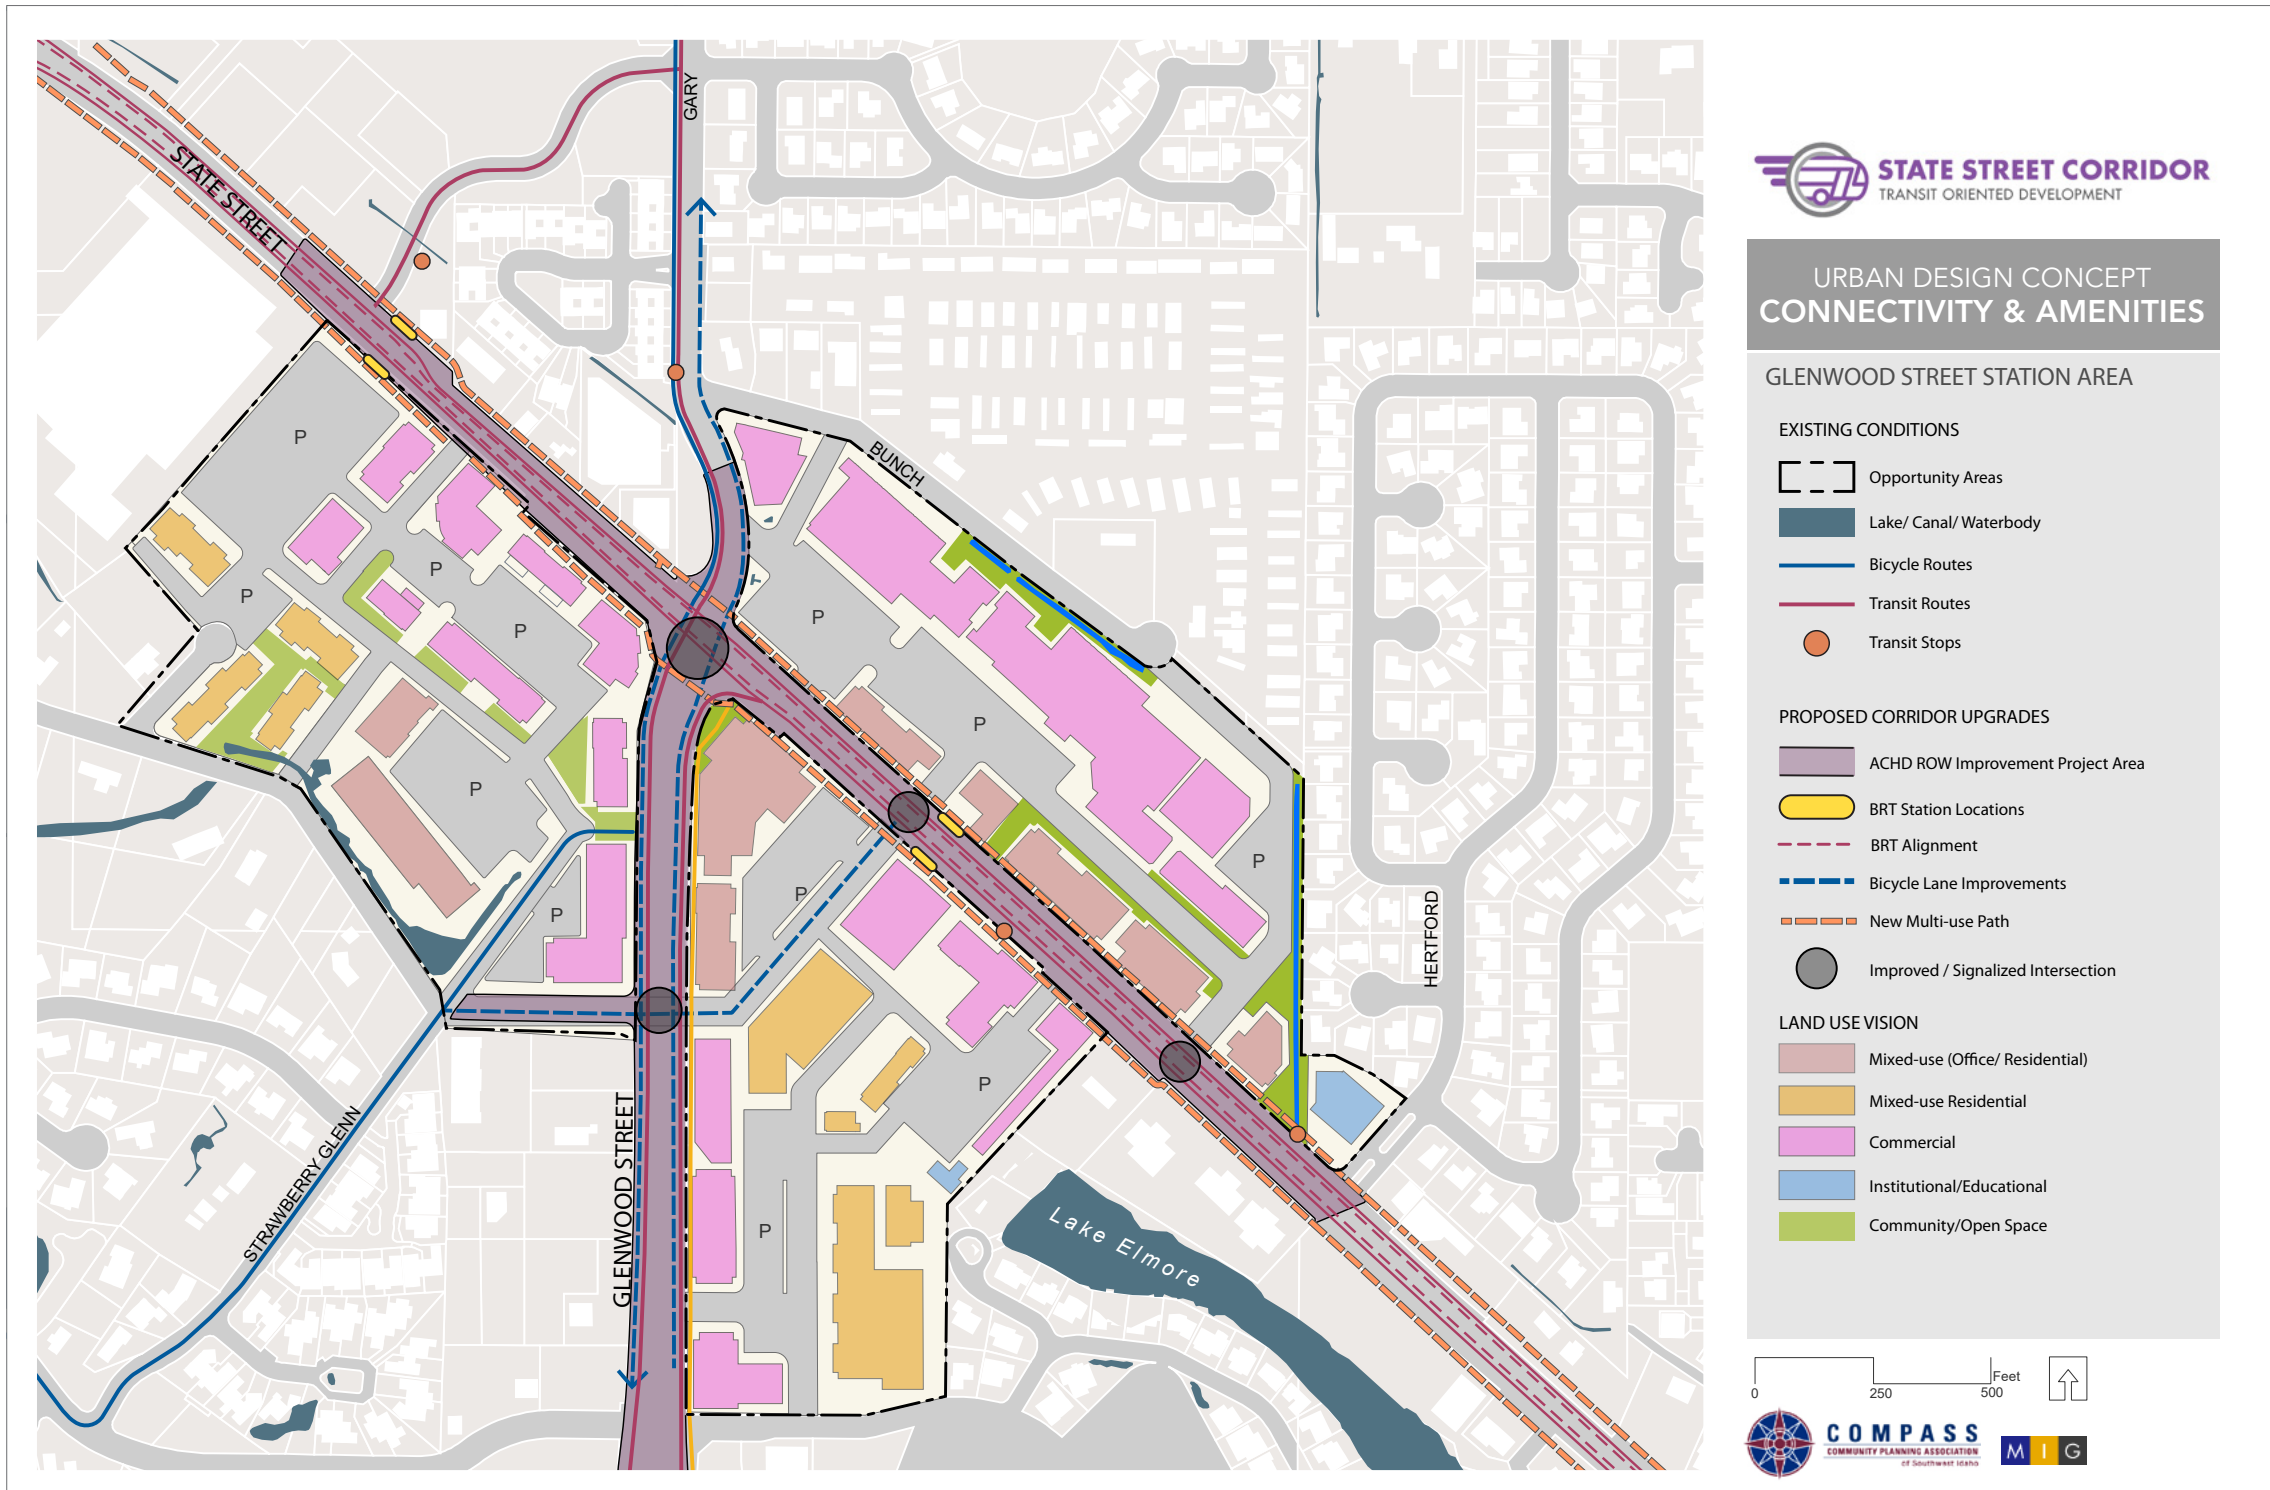 STATE STREET
GARY
BUNCH
P
P
P
P
P
P
P
P
P
P
P
P
P
HERTFORD
STRAWBERRY GLENN
GLENWOOD STREET
Lake Elmore
STATE STREET CORRIDOR
TRANSIT ORIENTED DEVELOPMENT
URBAN DESIGN CONCEPT
CONNECTIVITY & AMENITIES
GLENWOOD STREET STATION AREA
EXISTING CONDITIONS
Opportunity Areas
Lake/ Canal/ Waterbody
Bicycle Routes
Transit Routes
Transit Stops
PROPOSED CORRIDOR UPGRADES
ACHD ROW Improvement Project Area
BRT Station Locations
BRT Alignment
Bicycle Lane Improvements
New Multi-use Path
Improved / Signalized Intersection
LAND USE VISION
Mixed-use (Office/ Residential)
Mixed-use Residential
Commercial
Institutional/Educational
Community/Open Space
Feet
0 250 500
COMPASS
COMMUNITY PLANNING ASSOCIATION
of Southwest Idaho
M I G